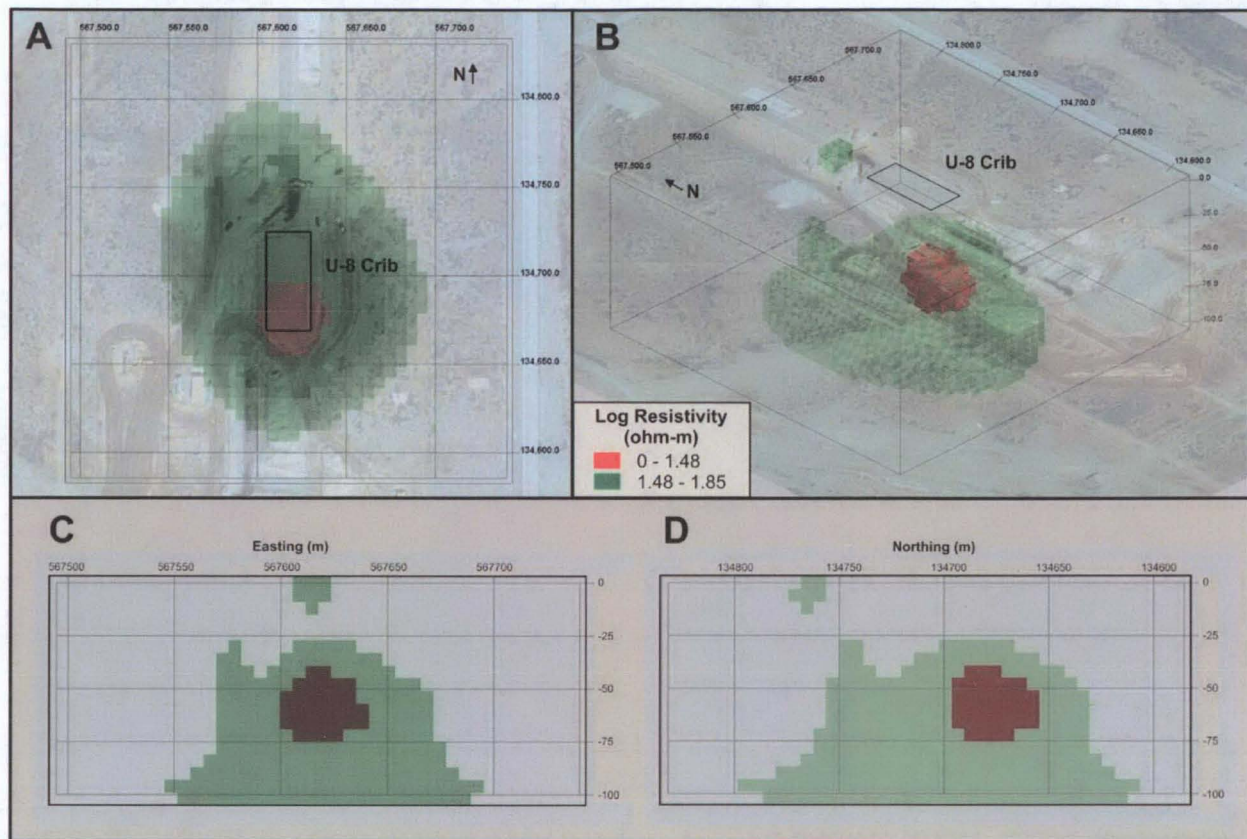 A
567,500.0 567,550.0 567,600.0 567,650.0 567,700.0
N
134,800.0
134,750.0
U-8 Crib
134,700.0
134,650.0
134,600.0
B
567,700.0
567,650.0
567,600.0
567,550.0
567,500.0
134,800.0
134,750.0
134,700.0
134,650.0
134,600.0
U-8 Crib
N
0.0
-25.0
-50.0
-75.0
-100.0
Log Resistivity
(ohm-m)
0 - 1.48
1.48 - 1.85
C
Easting (m)
567500 567550 567600 567650 567700
0
-25
-50
-75
-100
D
Northing (m)
134800 134750 134700 134650 134600
0
-25
-50
-75
-100